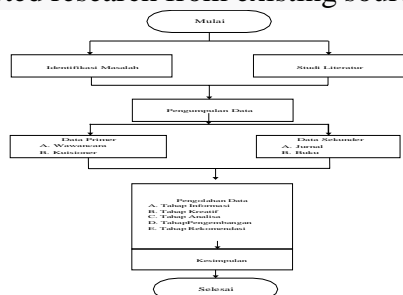 ted research from existing sour
Mulai
Identifikasi Masalah
Studi Literatur
Pengumpulan Data
Data Primer
A. Wawancara
B. Kuisioner
Data Sekunder
A. Jurnal
B. Buku
Pengolahan Data
A. Tahap Informasi
B. Tahap Kreatif
C. Tahap Analisa
D. TahapPengembangan
E. Tahap Rekomendasi
Kesimpulan
Selesai